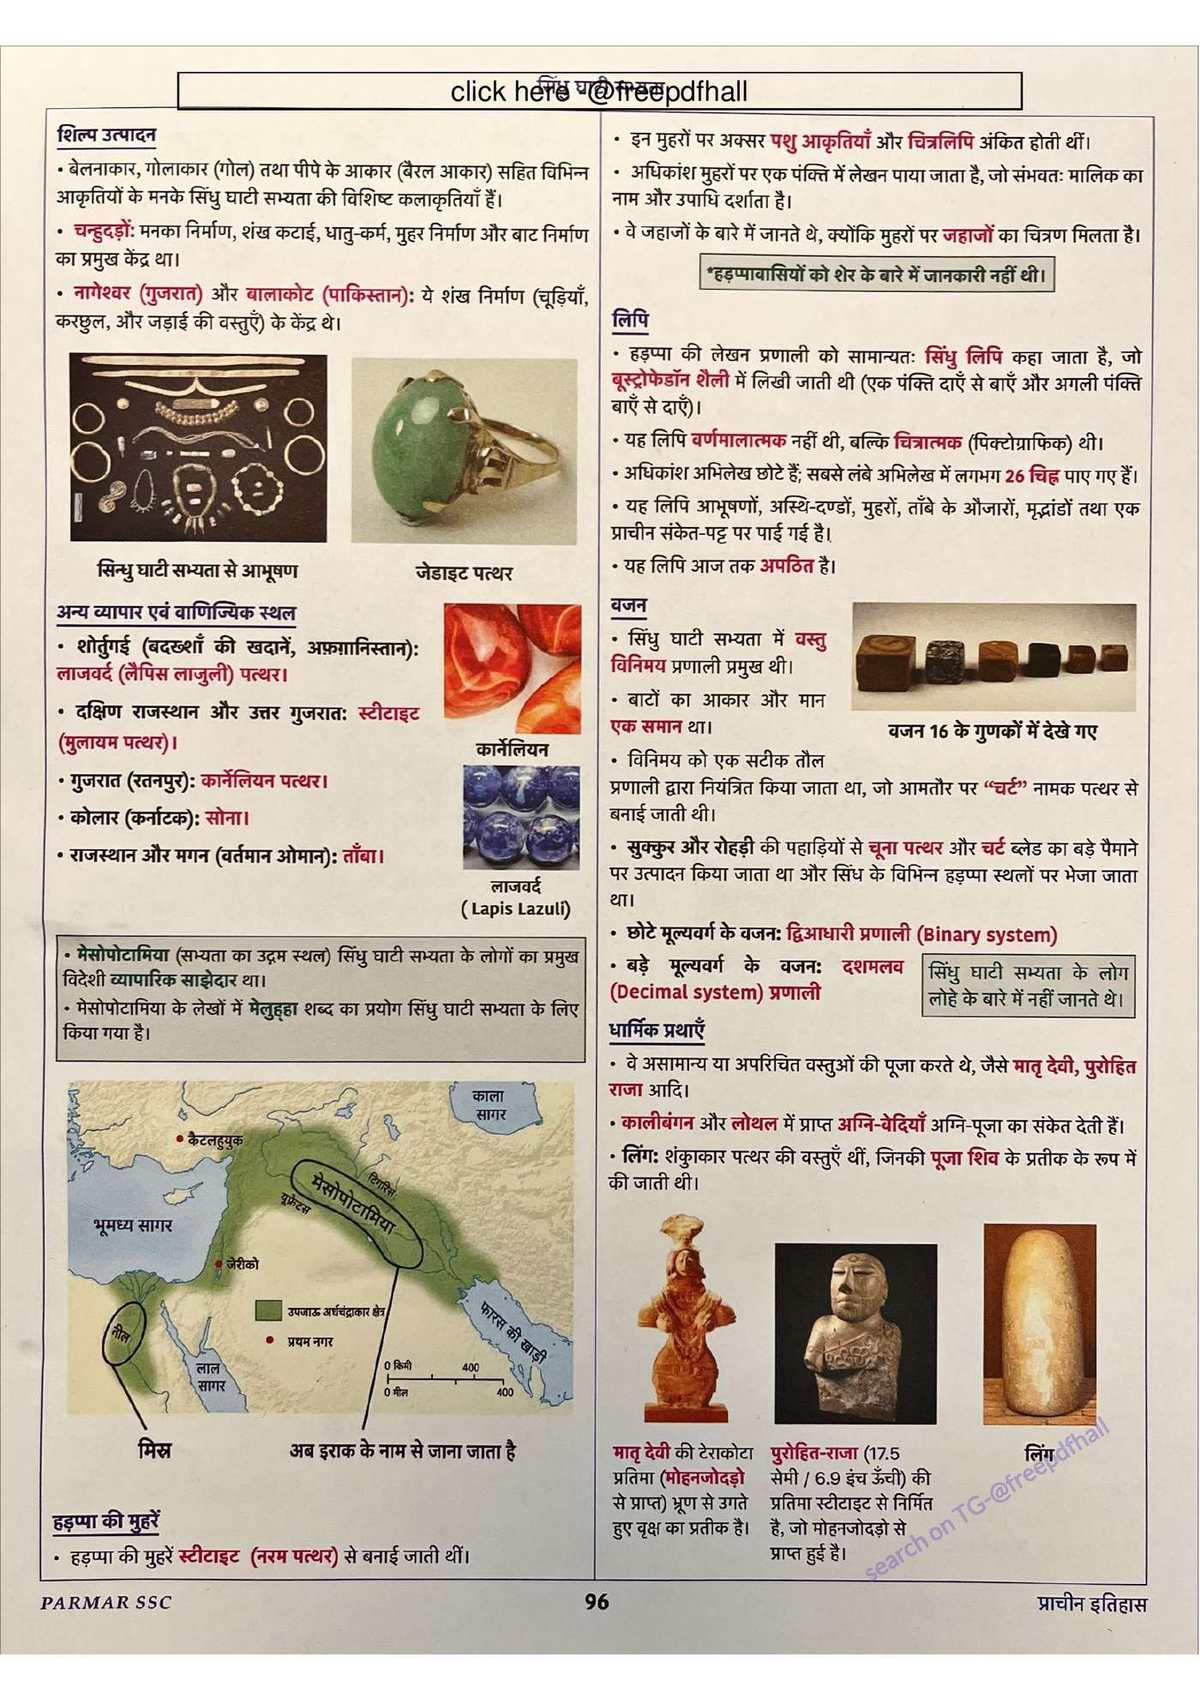 click here - @freepdfhall
सिंधु घाटी सभ्यता
शिल्प उत्पादन
• बेलनाकार, गोलाकार (गोल) तथा पीपे के आकार (बैरल आकार) सहित विभिन्न
आकृतियों के मनके सिंधु घाटी सभ्यता की विशिष्ट कलाकृतियाँ हैं।
• चन्हुदड़ों: मनका निर्माण, शंख कटाई, धातु-कर्म, मुहर निर्माण और बाट निर्माण
का प्रमुख केंद्र था।
• नागेश्वर (गुजरात) और बालाकोट (पाकिस्तान): ये शंख निर्माण (चूड़ियाँ,
करछुल, और जड़ाई की वस्तुएँ) के केंद्र थे।
सिन्धु घाटी सभ्यता से आभूषण
जेडाइट पत्थर
अन्य व्यापार एवं वाणिज्यिक स्थल
• शोर्तुगई (बदख्शाँ की खदानें, अफ़ग़ानिस्तान):
लाजवर्द (लैपिस लाजुली) पत्थर।
• दक्षिण राजस्थान और उत्तर गुजरात: स्टीटाइट
(मुलायम पत्थर)।
• गुजरात (रतनपुर): कार्नेलियन पत्थर।
• कोलार (कर्नाटक): सोना।
• राजस्थान और मगन (वर्तमान ओमान): ताँबा।
कार्नेलियन
लाजवर्द
( Lapis Lazuli)
• मेसोपोटामिया (सभ्यता का उद्गम स्थल) सिंधु घाटी सभ्यता के लोगों का प्रमुख
विदेशी व्यापारिक साझेदार था।
• मेसोपोटामिया के लेखों में मेलुहहा शब्द का प्रयोग सिंधु घाटी सभ्यता के लिए
किया गया है।
काला
सागर
कैटलहुयुक
टिगरिस
मेसोपोटामिया
यूफ्रेटस
भूमध्य सागर
जेरीको
उपजाऊ अर्धचंद्राकार क्षेत्र
प्रथम नगर
फारस की खाड़ी
नील
लाल
सागर
0 किमी 400
0 मील 400
मिस्र
अब इराक के नाम से जाना जाता है
हड़प्पा की मुहरें
• हड़प्पा की मुहरें स्टीटाइट (नरम पत्थर) से बनाई जाती थीं।
• इन मुहरों पर अक्सर पशु आकृतियाँ और चित्रलिपि अंकित होती थीं।
• अधिकांश मुहरों पर एक पंक्ति में लेखन पाया जाता है, जो संभवतः मालिक का
नाम और उपाधि दर्शाता है।
• वे जहाजों के बारे में जानते थे, क्योंकि मुहरों पर जहाजों का चित्रण मिलता है।
*हड़प्पावासियों को शेर के बारे में जानकारी नहीं थी।
लिपि
• हड़प्पा की लेखन प्रणाली को सामान्यतः सिंधु लिपि कहा जाता है, जो
बूस्ट्रोफेडॉन शैली में लिखी जाती थी (एक पंक्ति दाएँ से बाएँ और अगली पंक्ति
बाएँ से दाएँ)।
• यह लिपि वर्णमालात्मक नहीं थी, बल्कि चित्रात्मक (पिक्टोग्राफिक) थी।
• अधिकांश अभिलेख छोटे हैं; सबसे लंबे अभिलेख में लगभग 26 चिह्न पाए गए हैं।
• यह लिपि आभूषणों, अस्थि-दण्डों, मुहरों, ताँबे के औजारों, मृद्भांडों तथा एक
प्राचीन संकेत-पट्ट पर पाई गई है।
• यह लिपि आज तक अपठित है।
वजन
• सिंधु घाटी सभ्यता में वस्तु
विनिमय प्रणाली प्रमुख थी।
• बाटों का आकार और मान
एक समान था।
वजन 16 के गुणकों में देखे गए
• विनिमय को एक सटीक तौल
प्रणाली द्वारा नियंत्रित किया जाता था, जो आमतौर पर “चर्ट” नामक पत्थर से
बनाई जाती थी।
• सुक्कुर और रोहड़ी की पहाड़ियों से चूना पत्थर और चर्ट ब्लेड का बड़े पैमाने
पर उत्पादन किया जाता था और सिंध के विभिन्न हड़प्पा स्थलों पर भेजा जाता
था।
• छोटे मूल्यवर्ग के वजन: द्विआधारी प्रणाली (Binary system)
• बड़े मूल्यवर्ग के वजन: दशमलव
(Decimal system) प्रणाली
सिंधु घाटी सभ्यता के लोग
लोहे के बारे में नहीं जानते थे।
धार्मिक प्रथाएँ
• वे असामान्य या अपरिचित वस्तुओं की पूजा करते थे, जैसे मातृ देवी, पुरोहित
राजा आदि।
• कालीबंगन और लोथल में प्राप्त अग्नि-वेदियाँ अग्नि-पूजा का संकेत देती हैं।
• लिंग: शंकुाकार पत्थर की वस्तुएँ थीं, जिनकी पूजा शिव के प्रतीक के रूप में
की जाती थी।
मातृ देवी की टेराकोटा
प्रतिमा (मोहनजोदड़ो
से प्राप्त) भ्रूण से उगते
हुए वृक्ष का प्रतीक है।
पुरोहित-राजा (17.5
सेमी / 6.9 इंच ऊँची) की
प्रतिमा स्टीटाइट से निर्मित
है, जो मोहनजोदड़ो से
प्राप्त हुई है।
लिंग
search on TG-@freepdfhall
PARMAR SSC
96
प्राचीन इतिहास